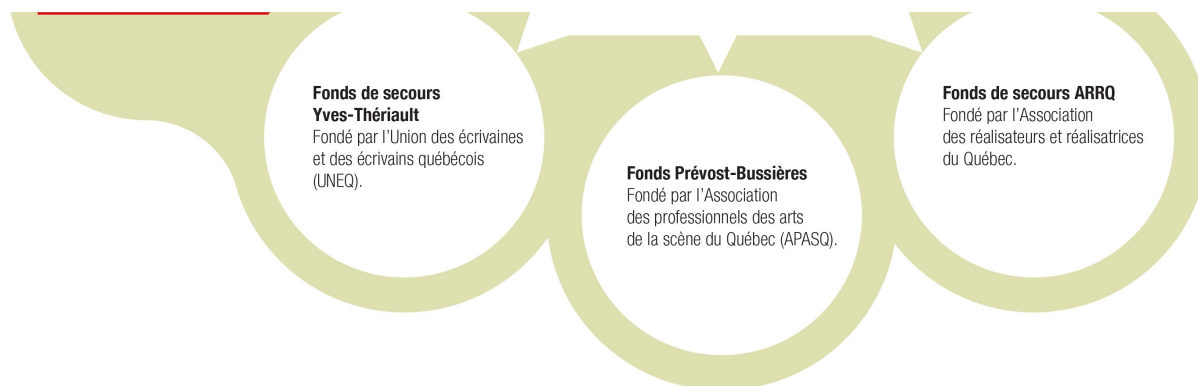 Fonds de secours
Yves-Thériault
Fondé par l'Union des écrivaines
et des écrivains québécois
(UNEQ).
Fonds Prévost-Bussières
Fondé par l'Association
des professionnels des arts
de la scène du Québec (APASQ).
Fonds de secours ARRQ
Fondé par l'Association
des réalisateurs et réalisatrices
du Québec.